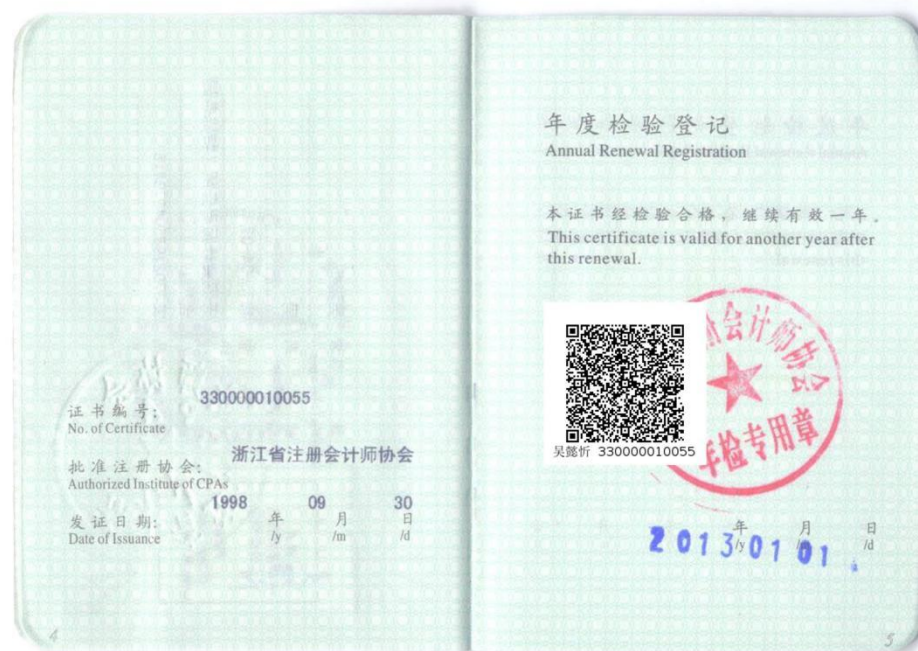 证书编号:
No. of Certificate
330000010055
批准注册协会:
Authorized Institute of CPAs
浙江省注册会计师协会
发证日期:
Date of Issuance
1998 年 /y
09 月 /m
30 日 /d
4
年度检验登记
Annual Renewal Registration
本证书经检验合格，继续有效一年。
This certificate is valid for another year after
this renewal.
会计师协会
年检专用章
吴懿忻 330000010055
年 /y 月 日 /d
2013 01 01
5